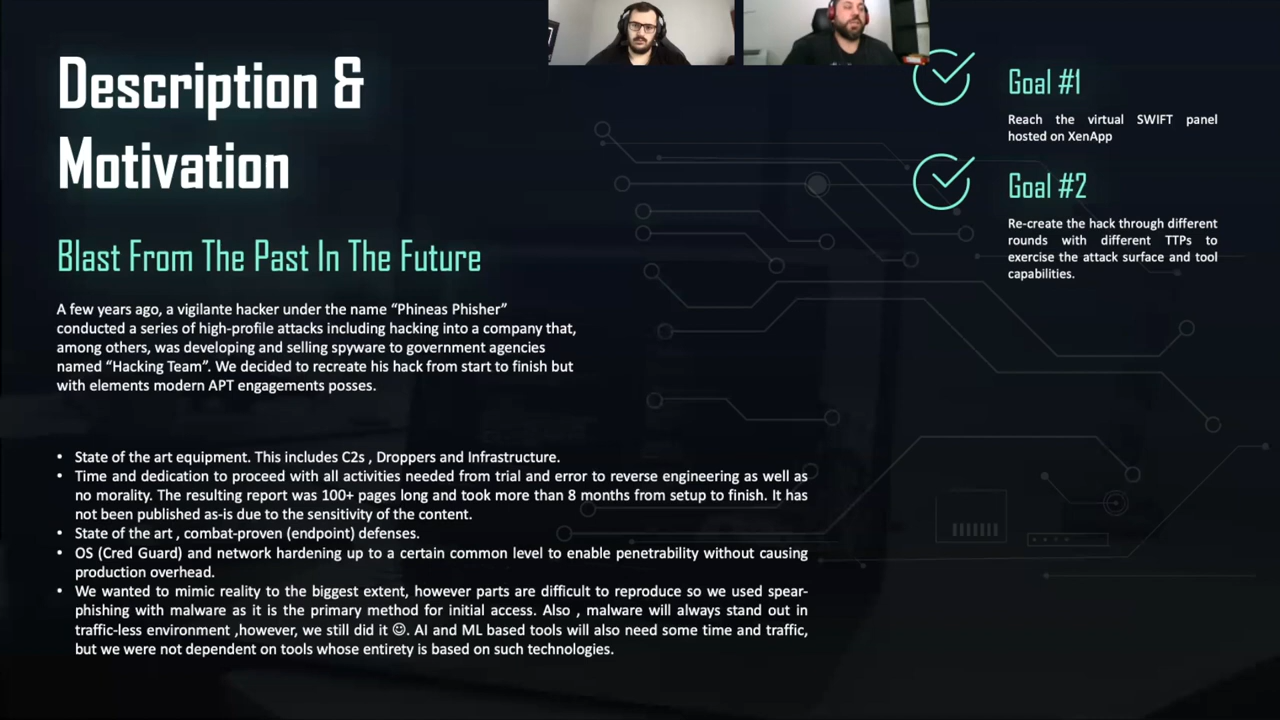 Description &
Motivation
Blast From The Past In The Future
A few years ago, a vigilante hacker under the name “Phineas Phisher”
conducted a series of high-profile attacks including hacking into a company that,
among others, was developing and selling spyware to government agencies
named “Hacking Team”. We decided to recreate his hack from start to finish but
with elements modern APT engagements posses.
• State of the art equipment. This includes C2s , Droppers and Infrastructure.
• Time and dedication to proceed with all activities needed from trial and error to reverse engineering as well as
no morality. The resulting report was 100+ pages long and took more than 8 months from setup to finish. It has
not been published as-is due to the sensitivity of the content.
• State of the art , combat-proven (endpoint) defenses.
• OS (Cred Guard) and network hardening up to a certain common level to enable penetrability without causing
production overhead.
• We wanted to mimic reality to the biggest extent, however parts are difficult to reproduce so we used spear-
phishing with malware as it is the primary method for initial access. Also , malware will always stand out in
traffic-less environment ,however, we still did it ☺. AI and ML based tools will also need some time and traffic,
but we were not dependent on tools whose entirety is based on such technologies.
Goal #1
Reach the virtual SWIFT panel
hosted on XenApp
Goal #2
Re-create the hack through different
rounds with different TTPs to
exercise the attack surface and tool
capabilities.